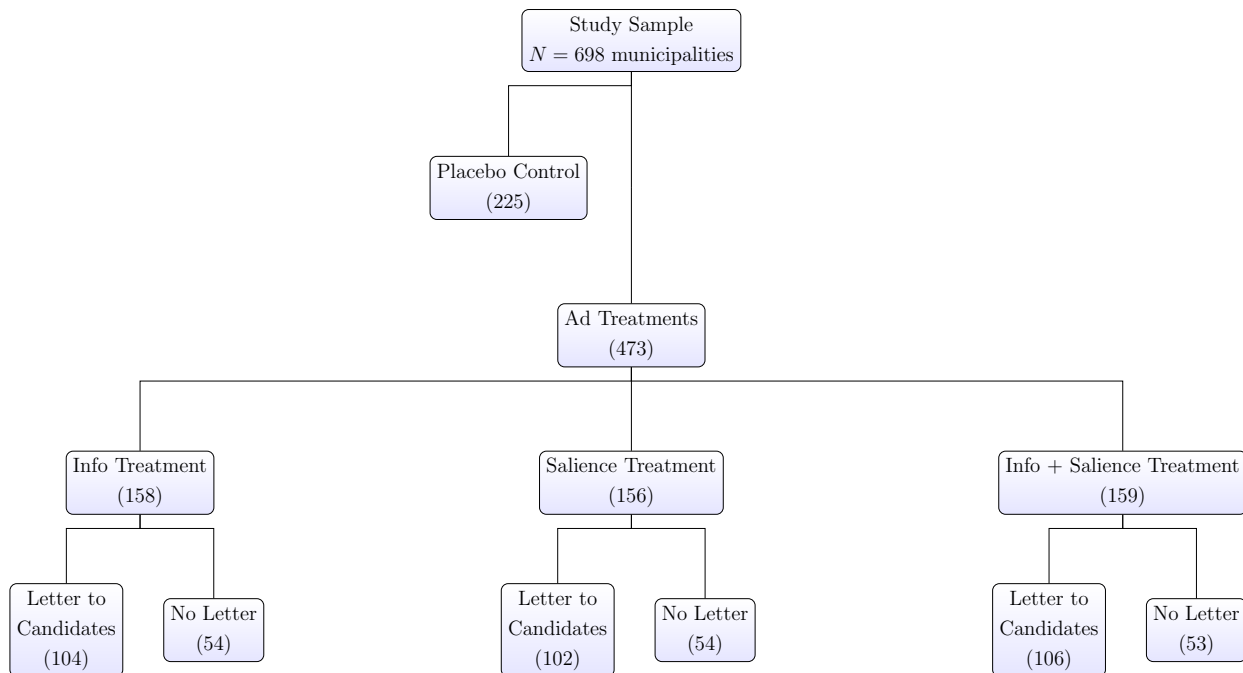 Study Sample
N = 698 municipalities
Placebo Control
(225)
Ad Treatments
(473)
Info Treatment
(158)
Salience Treatment
(156)
Info + Salience Treatment
(159)
Letter to
Candidates
(104)
No Letter
(54)
Letter to
Candidates
(102)
No Letter
(54)
Letter to
Candidates
(106)
No Letter
(53)